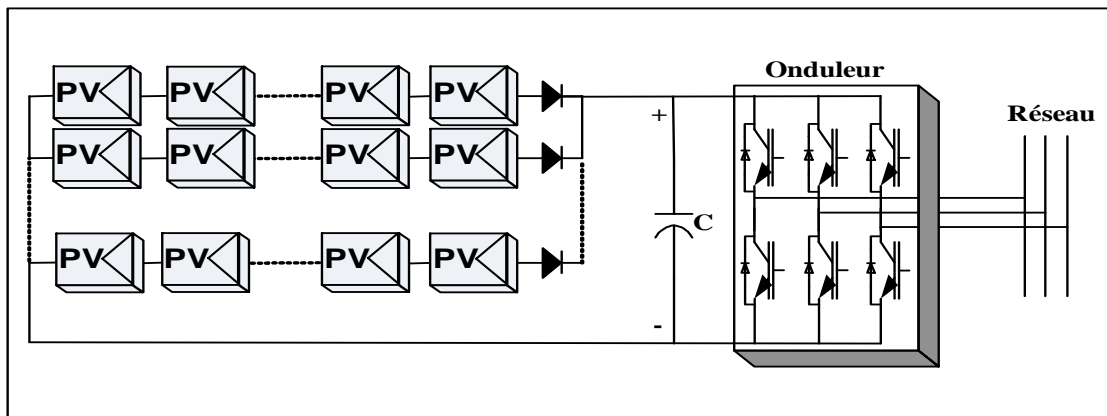 Onduleur
Réseau
PV PV PV PV
+
PV PV PV PV
C
PV PV PV PV
-